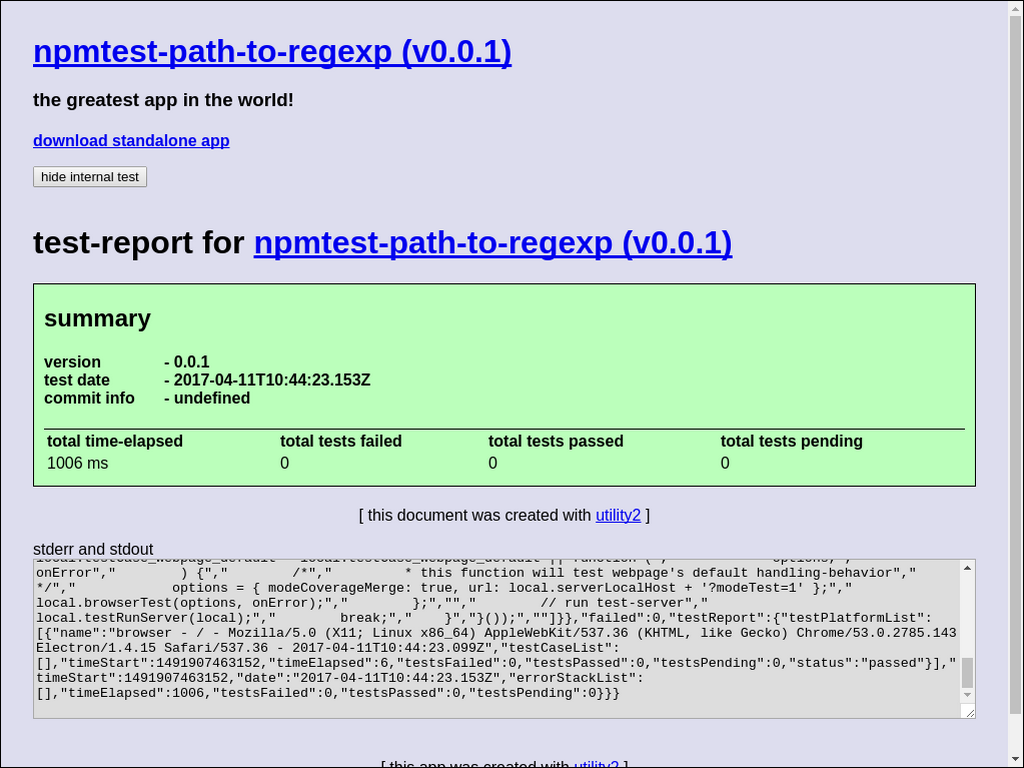 npmtest-path-to-regexp (v0.0.1)
the greatest app in the world!
download standalone app
hide internal test
test-report for npmtest-path-to-regexp (v0.0.1)
summary
version - 0.0.1
test date - 2017-04-11T10:44:23.153Z
commit info - undefined
total time-elapsed total tests failed total tests passed total tests pending
1006 ms 0 0 0
[ this document was created with utility2 ]
stderr and stdout
local.testCase_webpage_default = local.testCase_webpage_default || function (","            options,","
onError","        ) {","        /*","         * this function will test webpage's default handling-behavior","
*/","            options = { modeCoverageMerge: true, url: local.serverLocalHost + '?modeTest=1' };","
local.browserTest(options, onError);","        };","","        // run test-server","
local.testRunServer(local);","        break;","    }","}());",""]}},"failed":0,"testReport":{"testPlatformList":
[{"name":"browser - / - Mozilla/5.0 (X11; Linux x86_64) AppleWebKit/537.36 (KHTML, like Gecko) Chrome/53.0.2785.143
Electron/1.4.15 Safari/537.36 - 2017-04-11T10:44:23.099Z","testCaseList":
[],"timeStart":1491907463152,"timeElapsed":6,"testsFailed":0,"testsPassed":0,"testsPending":0,"status":"passed"}],"
timeStart":1491907463152,"date":"2017-04-11T10:44:23.153Z","errorStackList":
[],"timeElapsed":1006,"testsFailed":0,"testsPassed":0,"testsPending":0}}}
[ this app was created with utility2 ]